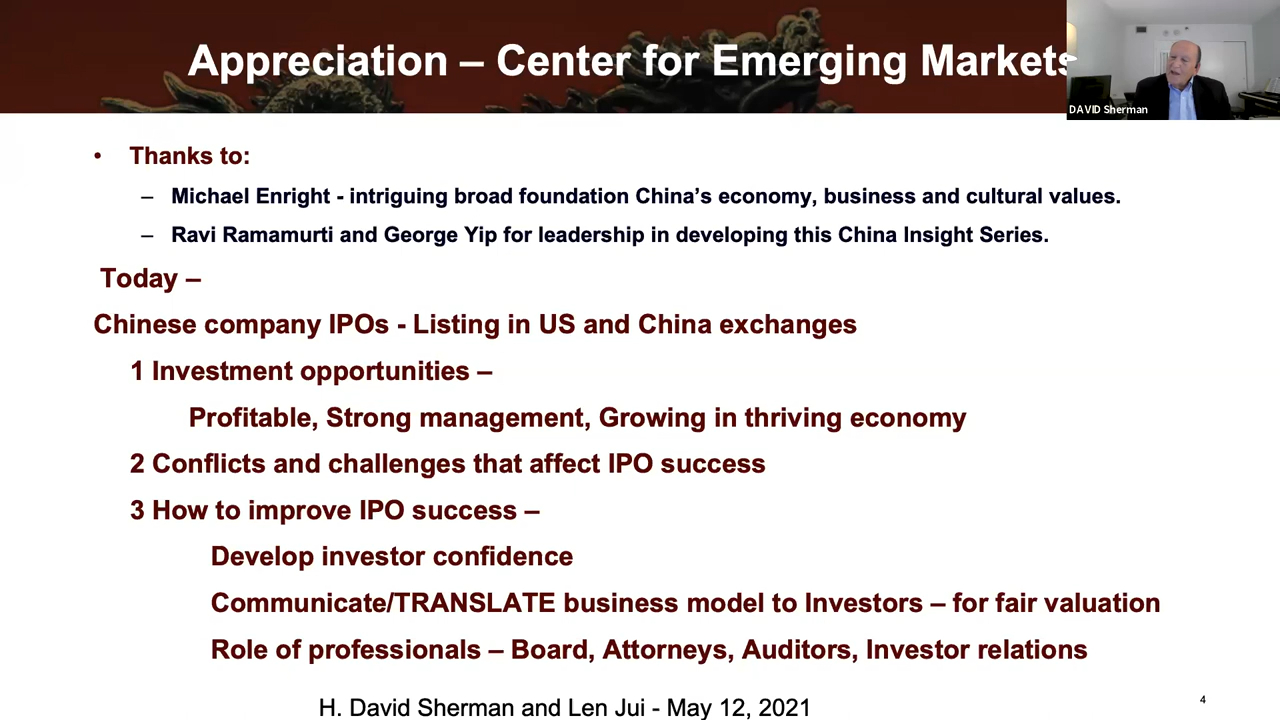 Appreciation – Center for Emerging Markets
DAVID Sherman
• Thanks to:
– Michael Enright - intriguing broad foundation China’s economy, business and cultural values.
– Ravi Ramamurti and George Yip for leadership in developing this China Insight Series.
Today –
Chinese company IPOs - Listing in US and China exchanges
1 Investment opportunities –
Profitable, Strong management, Growing in thriving economy
2 Conflicts and challenges that affect IPO success
3 How to improve IPO success –
Develop investor confidence
Communicate/TRANSLATE business model to Investors – for fair valuation
Role of professionals – Board, Attorneys, Auditors, Investor relations
H. David Sherman and Len Jui - May 12, 2021
4